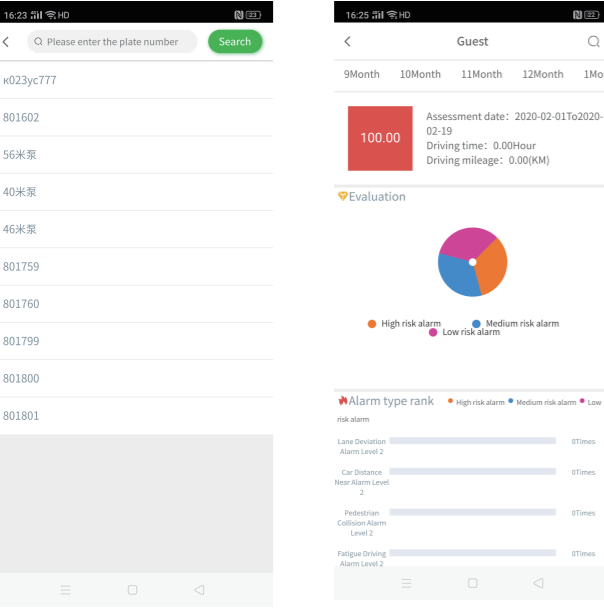 16:23 HD
22
Please enter the plate number
Search
к023ус777
801602
56米泵
40米泵
46米泵
801759
801760
801799
801800
801801
16:25 HD
22
Guest
9Month 10Month 11Month 12Month 1Mo
100.00
Assessment date：2020-02-01To2020-
02-19
Driving time：0.00Hour
Driving mileage：0.00(KM)
Evaluation
High risk alarm Medium risk alarm
Low risk alarm
Alarm type rank High risk alarm Medium risk alarm Low
risk alarm
Lane Deviation
Alarm Level 2
0Times
Car Distance
Near Alarm Level
2
0Times
Pedestrian
Collision Alarm
Level 2
0Times
Fatigue Driving
Alarm Level 2
0Times